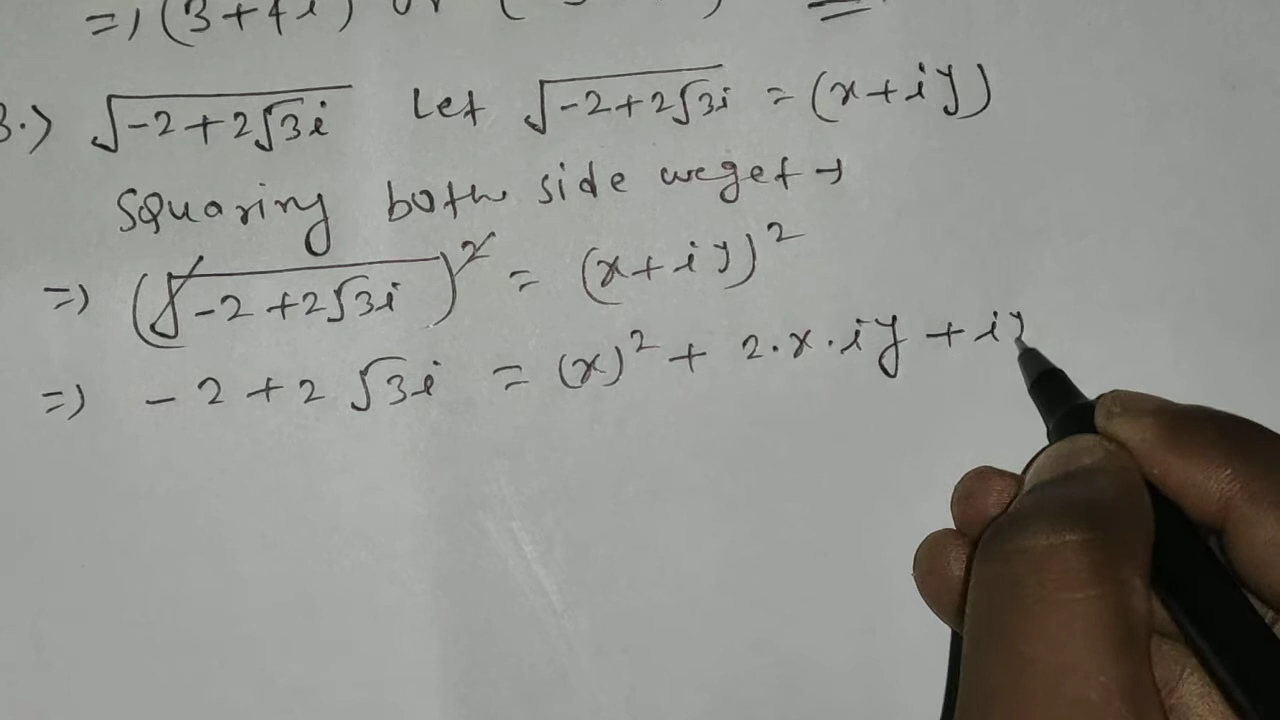 =) (3+4i) or (
3.) √-2+2√3i Let √-2+2√3i = (x+iy)
Squaring both side we get →
=) (√-2+2√3i)² = (x+iy)²
=) -2+2√3i = (x)² + 2.x.iy + iy